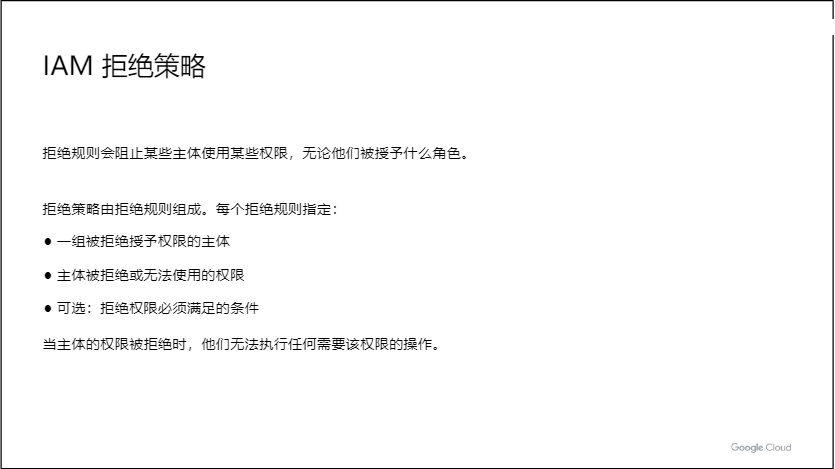 IAM 拒绝策略
拒绝规则会阻止某些主体使用某些权限，无论他们被授予什么角色。
拒绝策略由拒绝规则组成。每个拒绝规则指定：
● 一组被拒绝授予权限的主体
● 主体被拒绝或无法使用的权限
● 可选：拒绝权限必须满足的条件
当主体的权限被拒绝时，他们无法执行任何需要该权限的操作。
Google Cloud